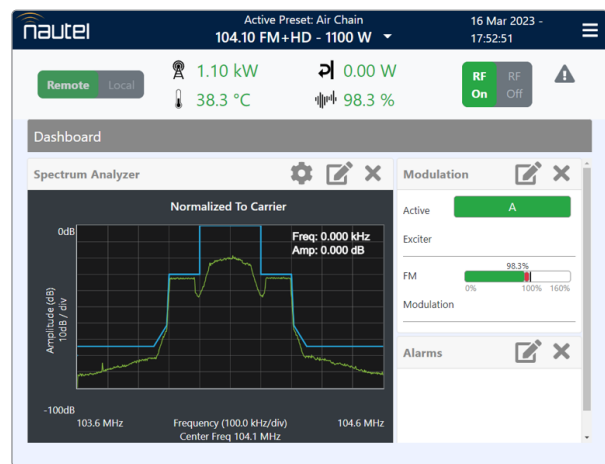 nautel
Active Preset: Air Chain
104.10 FM+HD - 1100 W
16 Mar 2023 -
17:52:51
Remote
Local
1.10 kW
0.00 W
38.3 °C
98.3 %
RF
On
RF
Off
Dashboard
Spectrum Analyzer
Normalized To Carrier
0dB
Freq: 0.000 kHz
Amp: 0.000 dB
Amplitude (dB)
10dB / div
-100dB
103.6 MHz
Frequency (100.0 kHz/div)
104.6 MHz
Center Freq 104.1 MHz
Modulation
Active
A
Exciter
98.3%
FM
0%
100%
160%
Modulation
Alarms